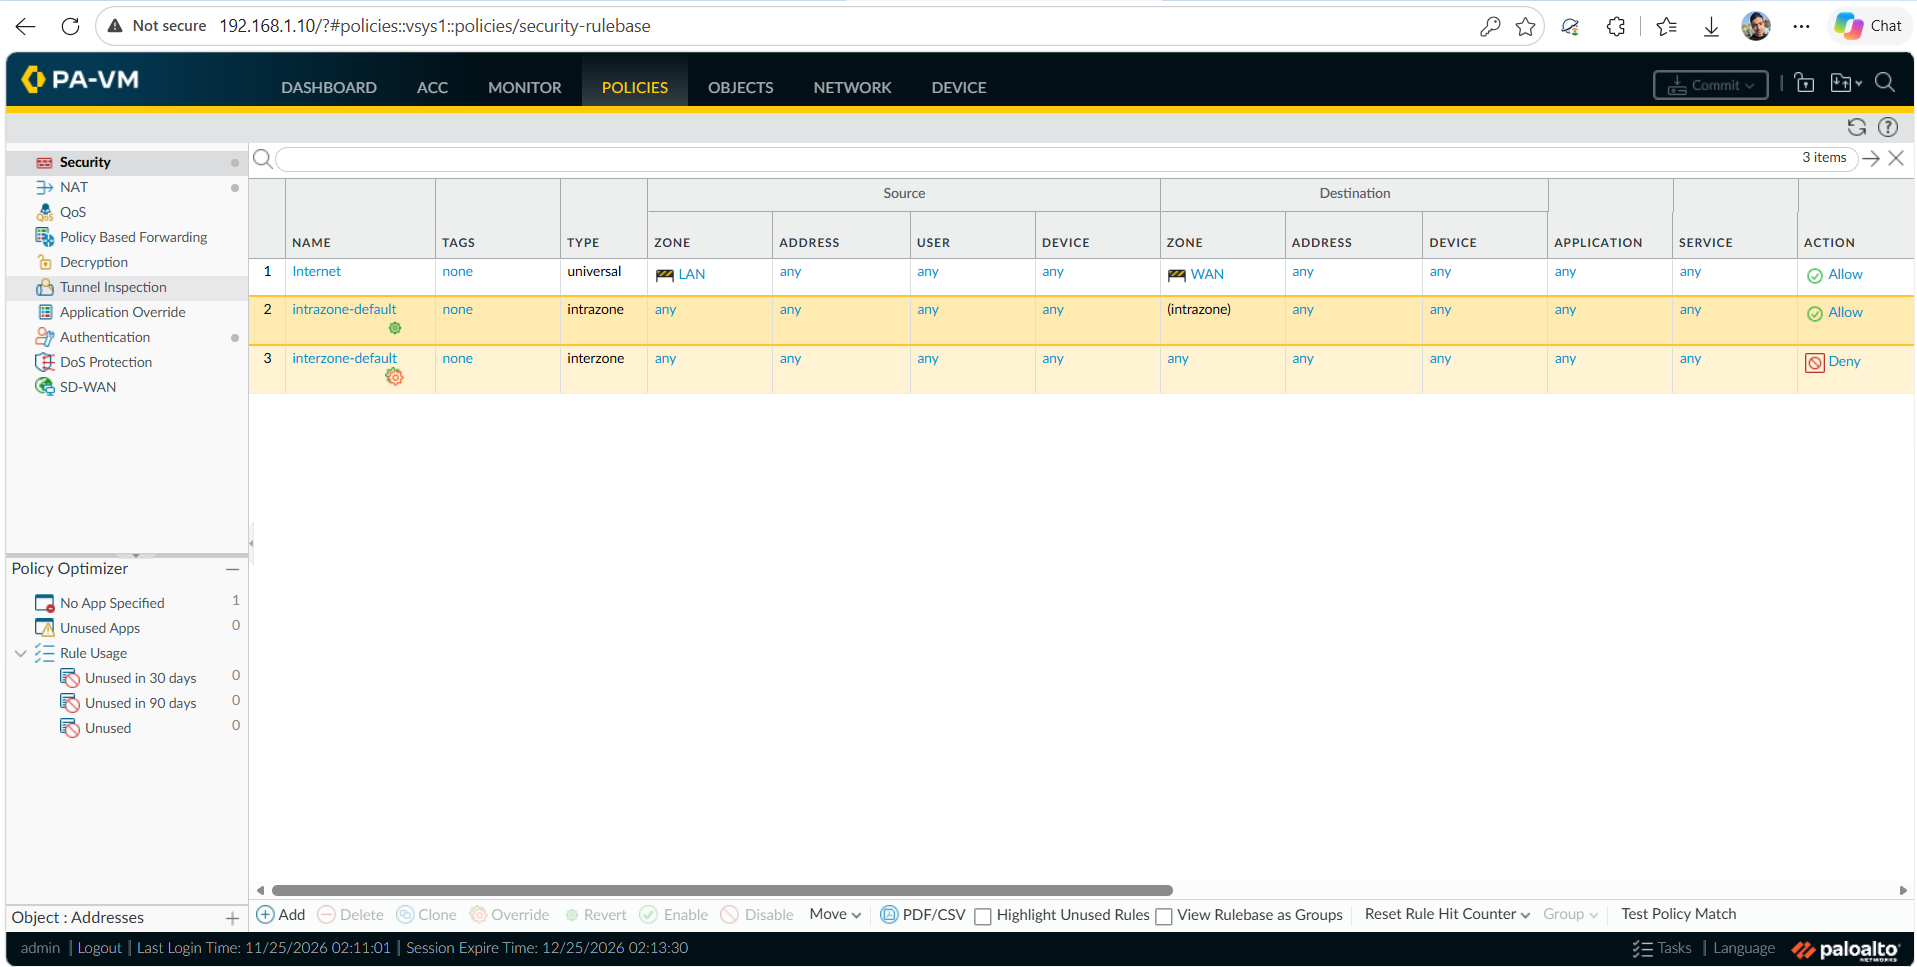 Not secure 192.168.1.10/?#policies::vsys1::policies/security-rulebase Chat
PA-VM DASHBOARD ACC MONITOR POLICIES OBJECTS NETWORK DEVICE Commit
Security
NAT
QoS
Policy Based Forwarding
Decryption
Tunnel Inspection
Application Override
Authentication
DoS Protection
SD-WAN
3 items
Source Destination
NAME TAGS TYPE ZONE ADDRESS USER DEVICE ZONE ADDRESS DEVICE APPLICATION SERVICE ACTION
1 Internet none universal LAN any any any WAN any any any any Allow
2 intrazone-default none intrazone any any any any (intrazone) any any any any Allow
3 interzone-default none interzone any any any any any any any any any Deny
Policy Optimizer
No App Specified 1
Unused Apps 0
Rule Usage
Unused in 30 days 0
Unused in 90 days 0
Unused 0
Object : Addresses
Add Delete Clone Override Revert Enable Disable Move PDF/CSV Highlight Unused Rules View Rulebase as Groups Reset Rule Hit Counter Group Test Policy Match
admin | Logout | Last Login Time: 11/25/2026 02:11:01 | Session Expire Time: 12/25/2026 02:13:30 Tasks | Language paloalto NETWORKS